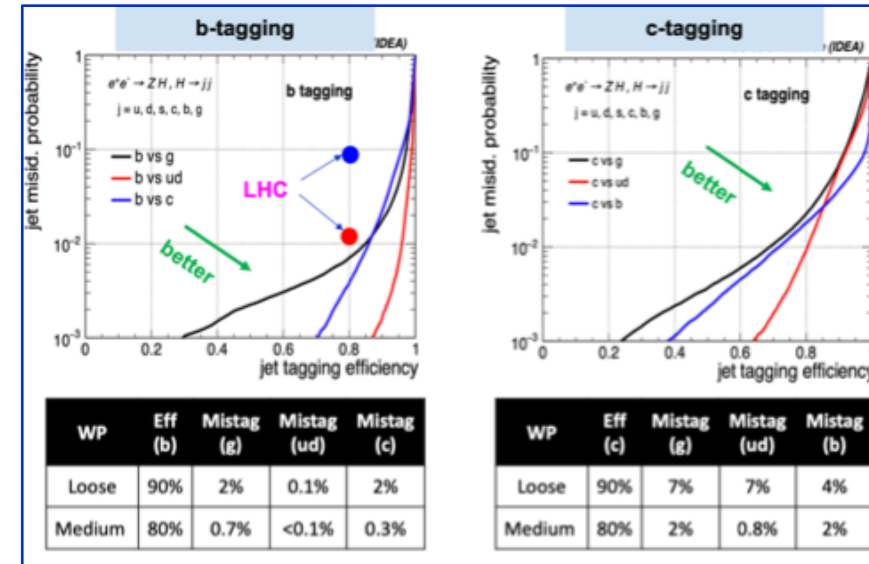 b-tagging
(IDEA)
e⁺e⁻ → ZH, H → jj
j = u, d, s, c, b, g
b tagging
b vs g
b vs ud
b vs c
LHC
better
jet misid. probability
1
10⁻¹
10⁻²
10⁻³
0 0.2 0.4 0.6 0.8 1
jet tagging efficiency
WP Eff (b) Mistag (g) Mistag (ud) Mistag (c)
Loose 90% 2% 0.1% 2%
Medium 80% 0.7% <0.1% 0.3%
c-tagging
(IDEA)
e⁺e⁻ → ZH, H → jj
j = u, d, s, c, b, g
c tagging
c vs g
c vs ud
c vs b
better
jet misid. probability
1
10⁻¹
10⁻²
10⁻³
0 0.2 0.4 0.6 0.8
jet tagging efficiency
WP Eff (c) Mistag (g) Mistag (ud) Mistag (b)
Loose 90% 7% 7% 4%
Medium 80% 2% 0.8% 2%